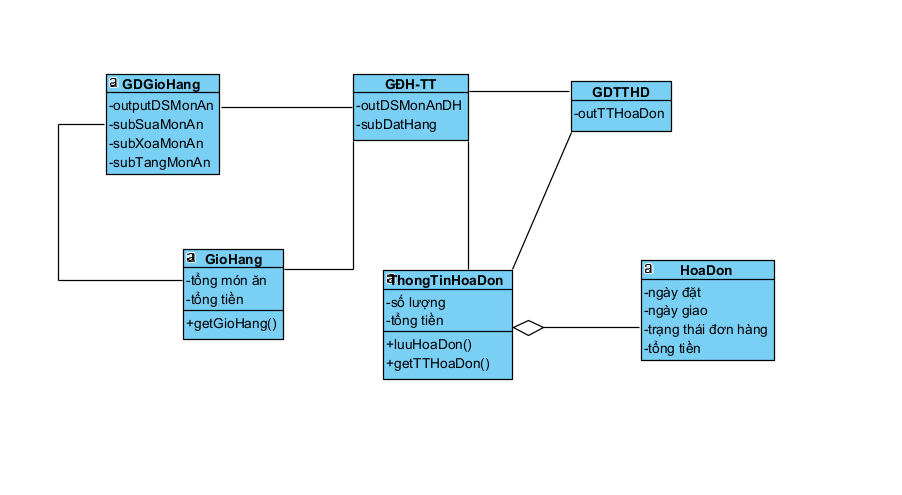 a GDGioHang
-outputDSMonAn
-subSuaMonAn
-subXoaMonAn
-subTangMonAn
GĐH-TT
-outDSMonAnDH
-subDatHang
GDTTHD
-outTTHoaDon
a GioHang
-tổng món ăn
-tổng tiền
+getGioHang()
a ThongTinHoaDon
-số lượng
-tổng tiền
+luuHoaDon()
+getTTHoaDon()
a HoaDon
-ngày đặt
-ngày giao
-trạng thái đơn hàng
-tổng tiền